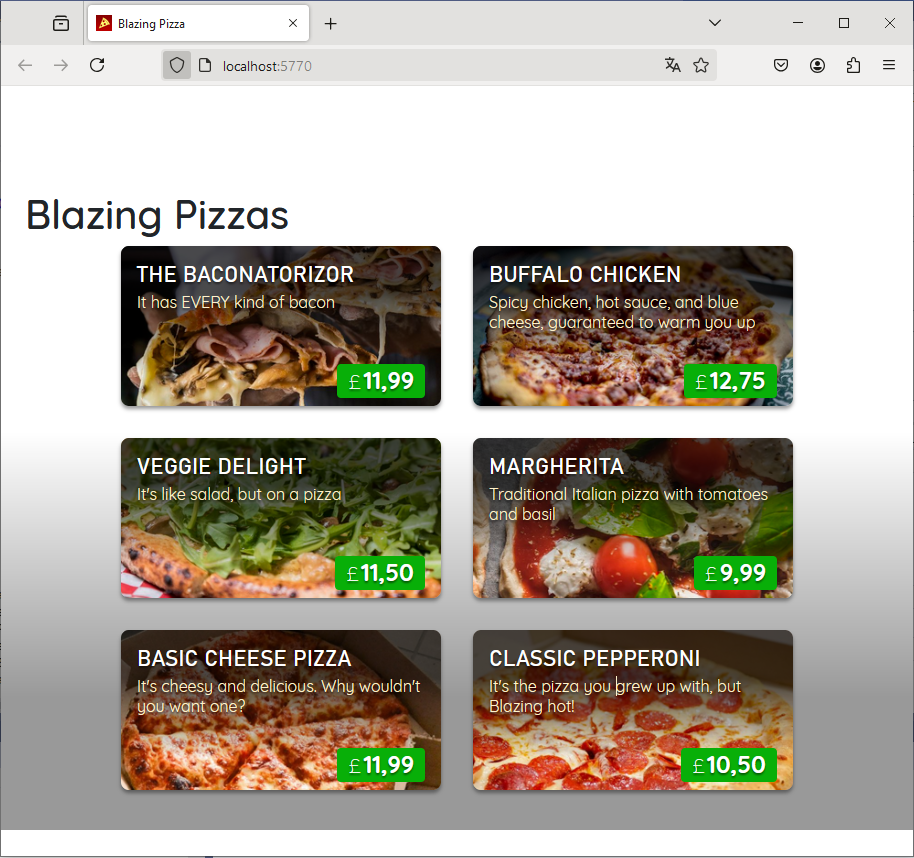 Blazing Pizza
localhost:5770
Blazing Pizzas
THE BACONATORIZOR
It has EVERY kind of bacon
£11,99
BUFFALO CHICKEN
Spicy chicken, hot sauce, and blue
cheese, guaranteed to warm you up
£12,75
VEGGIE DELIGHT
It's like salad, but on a pizza
£11,50
MARGHERITA
Traditional Italian pizza with tomatoes
and basil
£9,99
BASIC CHEESE PIZZA
It's cheesy and delicious. Why wouldn't
you want one?
£11,99
CLASSIC PEPPERONI
It's the pizza you grew up with, but
Blazing hot!
£10,50